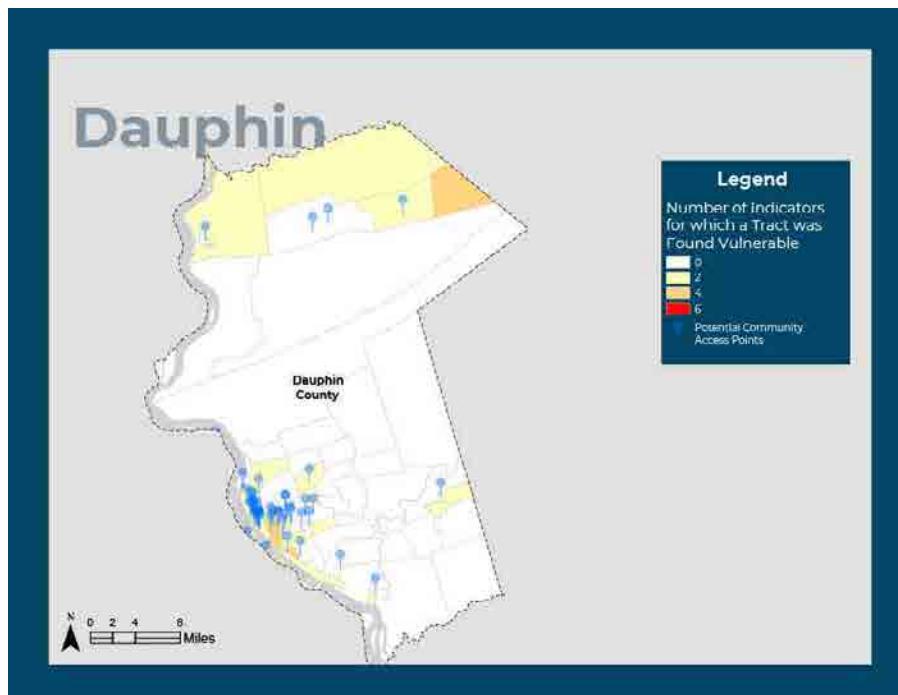 Dauphin
Legend
Number of Indicators
for which a Tract was
Found Vulnerable
0
2
4
6
Potential Community
Access Points
Dauphin
County
N
0 2 4 8
Miles